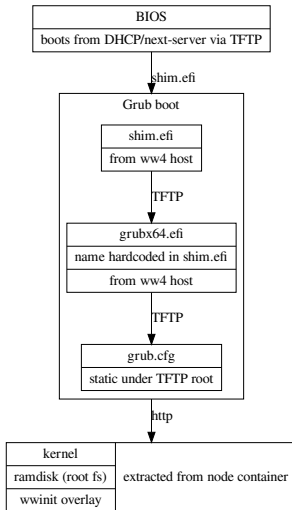 BIOS
boots from DHCP/next-server via TFTP
shim.efi
Grub boot
shim.efi
from ww4 host
TFTP
grubx64.efi
name hardcoded in shim.efi
from ww4 host
TFTP
grub.cfg
static under TFTP root
http
kernel
ramdisk (root fs)
wwinit overlay
extracted from node container